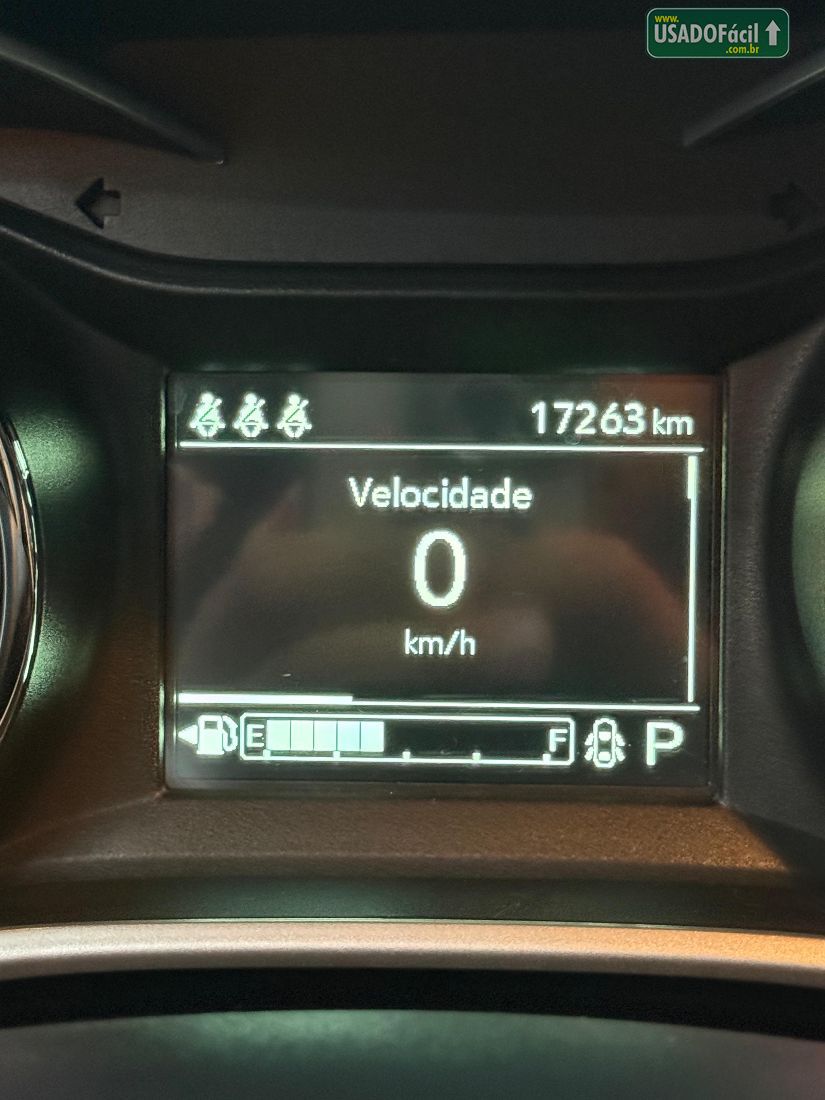 www.
USADOFácil
.com.br
17263 km
Velocidade
0
km/h
E F P